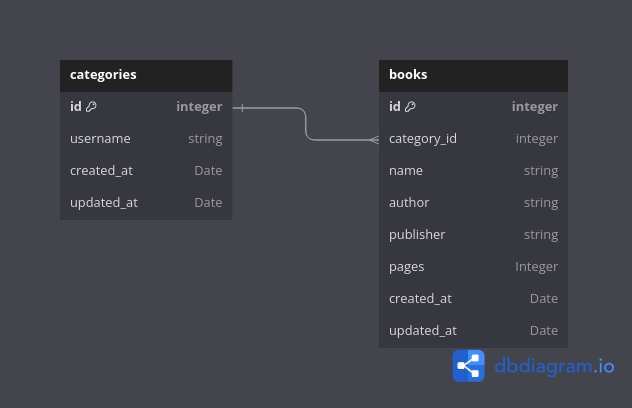 categories
id integer
username string
created_at Date
updated_at Date
books
id integer
category_id integer
name string
author string
publisher string
pages Integer
created_at Date
updated_at Date
dbdiagram.io